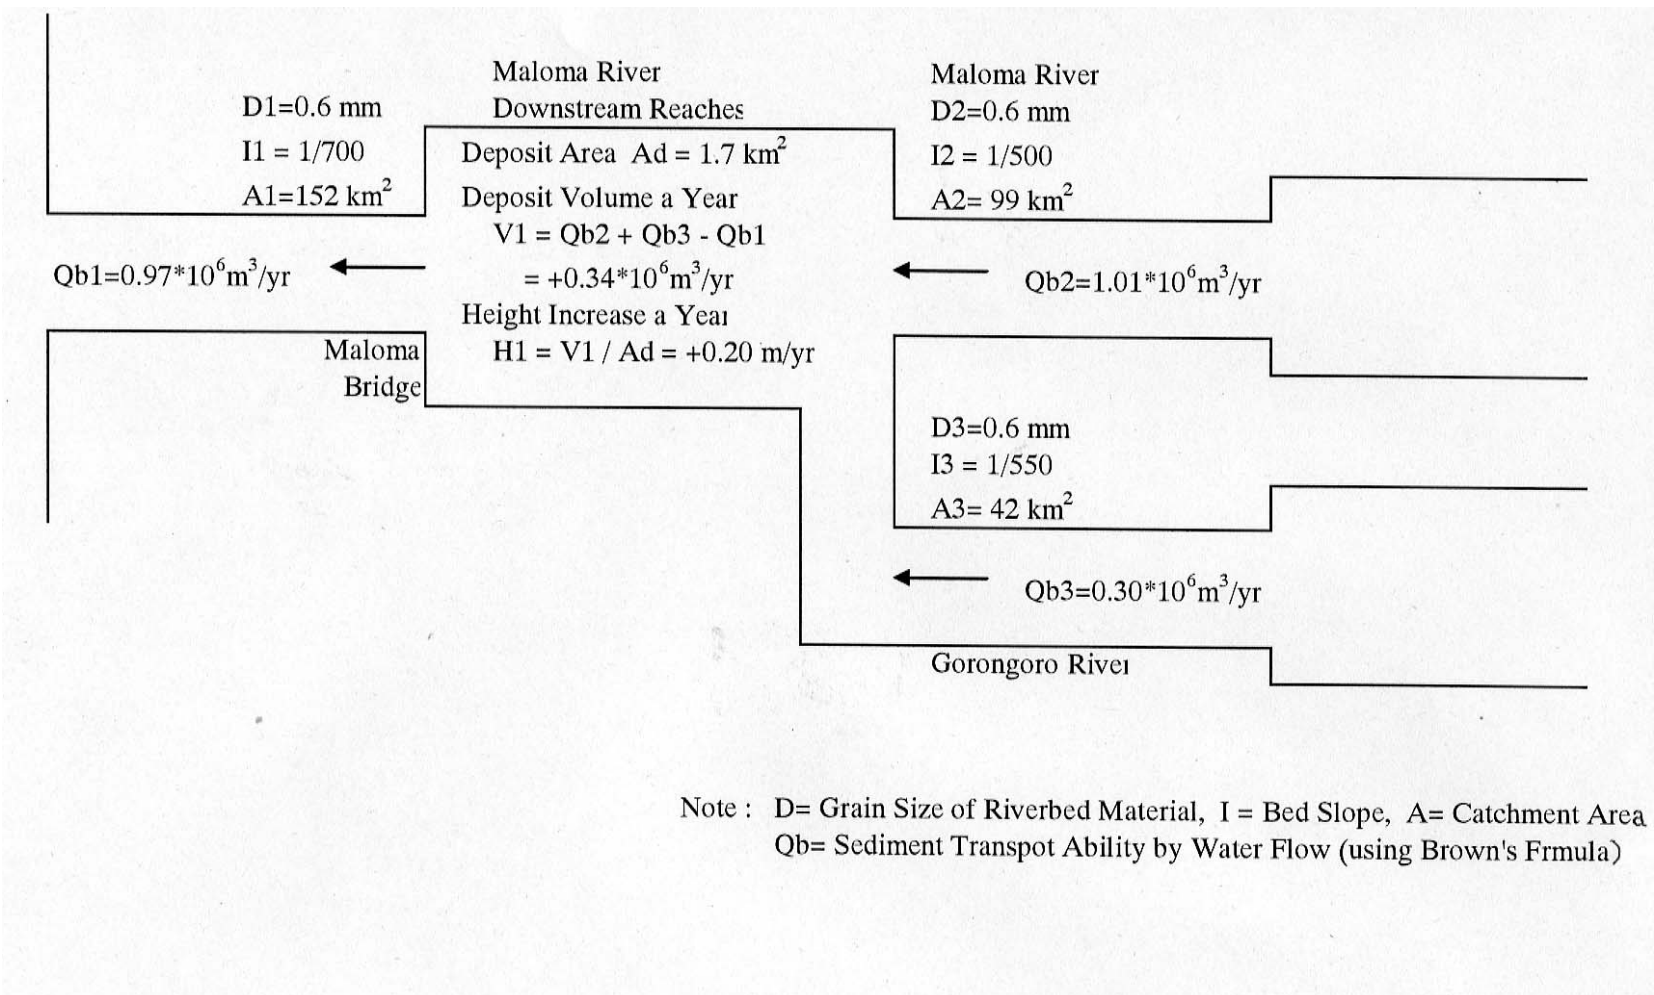 Maloma River
Downstream Reaches
D1=0.6 mm
I1 = 1/700
A1=152 km²
Qb1=0.97*10⁶m³/yr
Maloma
Bridge
Deposit Area Ad = 1.7 km²
Deposit Volume a Year
V1 = Qb2 + Qb3 - Qb1
= +0.34*10⁶m³/yr
Height Increase a Year
H1 = V1 / Ad = +0.20 m/yr
Maloma River
D2=0.6 mm
I2 = 1/500
A2= 99 km²
Qb2=1.01*10⁶m³/yr
D3=0.6 mm
I3 = 1/550
A3= 42 km²
Qb3=0.30*10⁶m³/yr
Gorongoro River
Note : D= Grain Size of Riverbed Material, I = Bed Slope, A= Catchment Area
Qb= Sediment Transpot Ability by Water Flow (using Brown's Frmula)